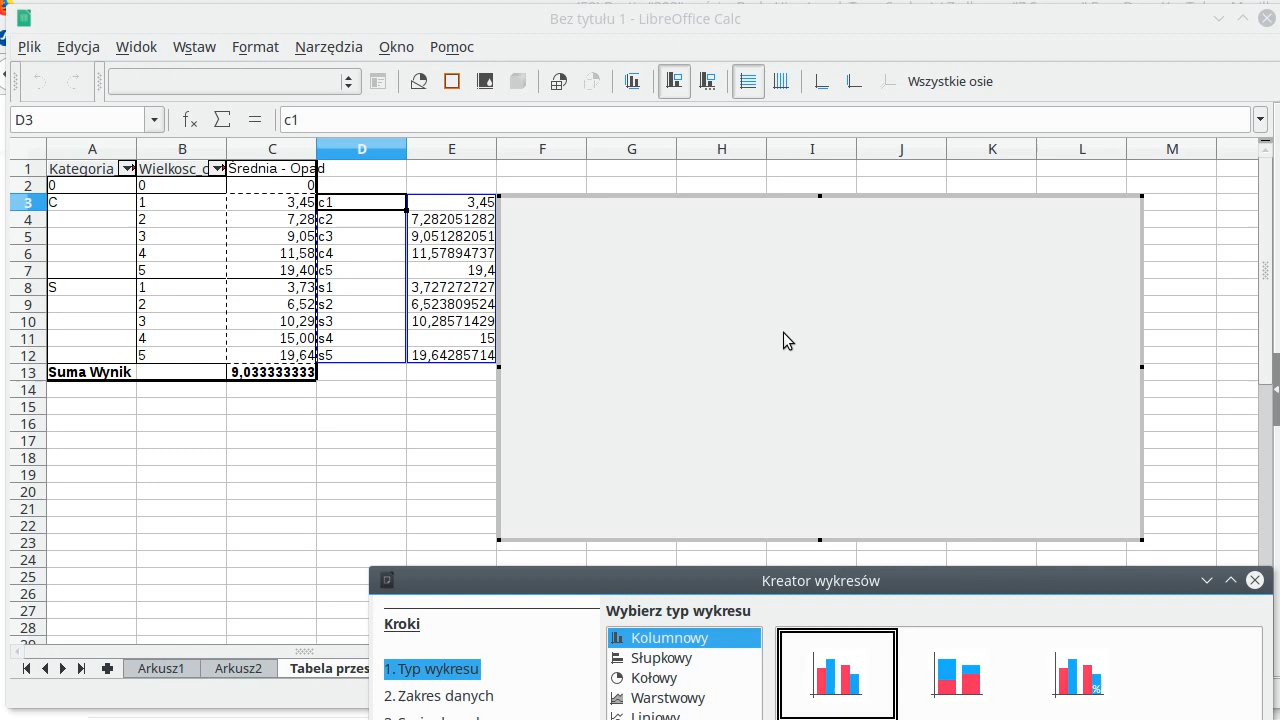 Bez tytułu 1 - LibreOffice Calc
Plik Edycja Widok Wstaw Format Narzędzia Okno Pomoc
Wszystkie osie
D3 fx Σ = c1
A B C D E F G H I J K L M
1 Kategoria Wielkosc_c Średnia - Opad
2 0 0 0
3 C 1 3,45 c1 3,45
4 2 7,28 c2 7,282051282
5 3 9,05 c3 9,051282051
6 4 11,58 c4 11,57894737
7 5 19,40 c5 19,4
8 S 1 3,73 s1 3,727272727
9 2 6,52 s2 6,523809524
10 3 10,29 s3 10,28571429
11 4 15,00 s4 15
12 5 19,64 s5 19,64285714
13 Suma Wynik 9,033333333
14
15
16
17
18
19
20
21
22
23
24
25
26
27
28
Arkusz1 Arkusz2 Tabela przes
Kreator wykresów
Kroki
1. Typ wykresu
2. Zakres danych
Wybierz typ wykresu
Kolumnowy
Słupkowy
Kołowy
Warstwowy
Liniowy
%